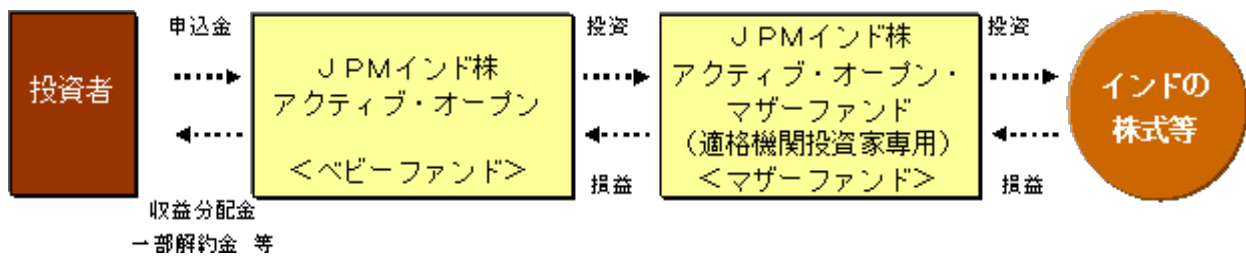 投資者
申込金
収益分配金
一部解約金 等
ＪＰＭインド株
アクティブ・オープン
＜ベビーファンド＞
投資
損益
ＪＰＭインド株
アクティブ・オープン・
マザーファンド
（適格機関投資家専用）
＜マザーファンド＞
投資
損益
インドの
株式等